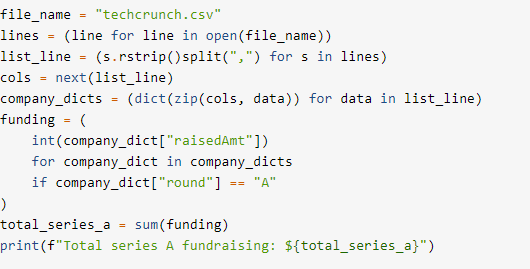 file_name = "techcrunch.csv"
lines = (line for line in open(file_name))
list_line = (s.rstrip()split(",") for s in lines)
cols = next(list_line)
company_dicts = (dict(zip(cols, data)) for data in list_line)
funding = (
    int(company_dict["raisedAmt"])
    for company_dict in company_dicts
    if company_dict["round"] == "A"
)
total_series_a = sum(funding)
print(f"Total series A fundraising: ${total_series_a}")